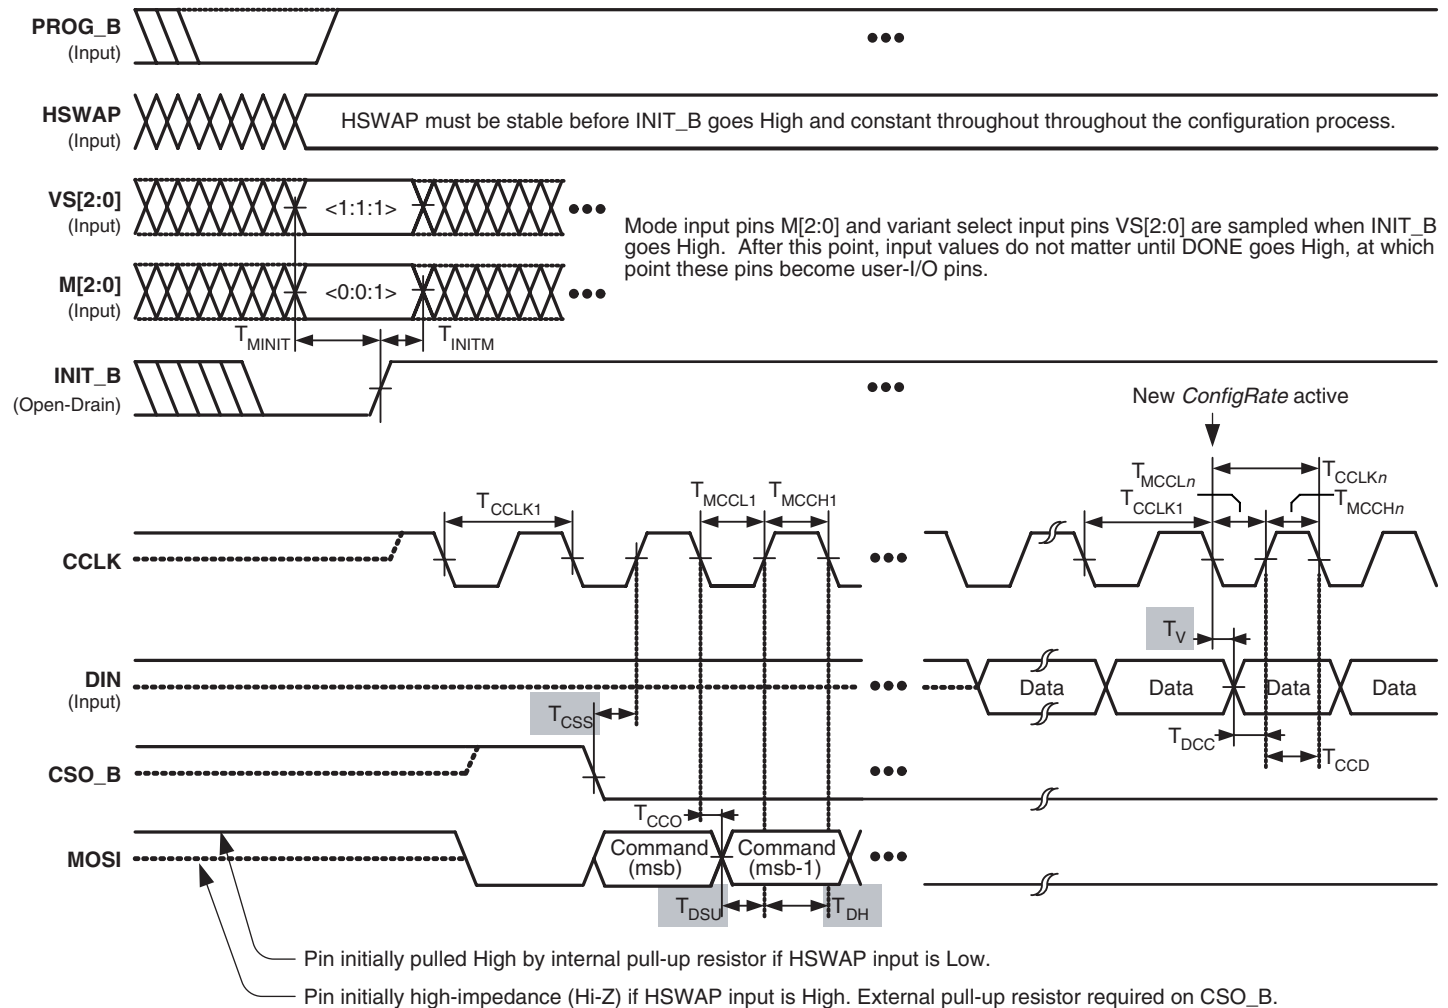 PROG_B
(Input)
HSWAP
(Input)
HSWAP must be stable before INIT_B goes High and constant throughout throughout the configuration process.
VS[2:0]
(Input)
<1:1:1>
Mode input pins M[2:0] and variant select input pins VS[2:0] are sampled when INIT_B
goes High. After this point, input values do not matter until DONE goes High, at which
point these pins become user-I/O pins.
M[2:0]
(Input)
<0:0:1>
TMINIT
TINITM
INIT_B
(Open-Drain)
New ConfigRate active
TCCLK1
TMCCL1
TMCCH1
TMCCLn
TCCLK1
TCCLKn
TMCCHn
CCLK
TV
DIN
(Input)
Data
Data
Data
Data
TCSS
TDCC
TCCD
CSO_B
TCCO
MOSI
Command
(msb)
Command
(msb-1)
TDSU
TDH
Pin initially pulled High by internal pull-up resistor if HSWAP input is Low.
Pin initially high-impedance (Hi-Z) if HSWAP input is High. External pull-up resistor required on CSO_B.